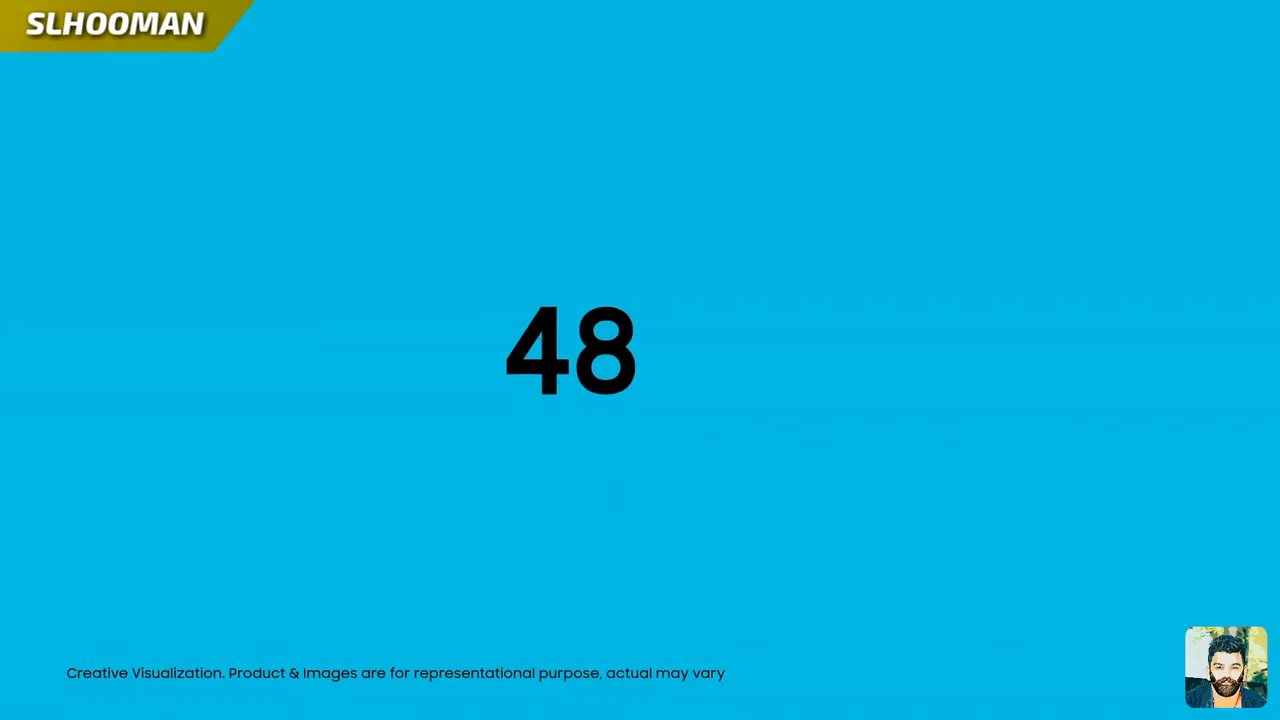 SLHOOMAN
48
Creative Visualization. Product & Images are for representational purpose, actual may vary